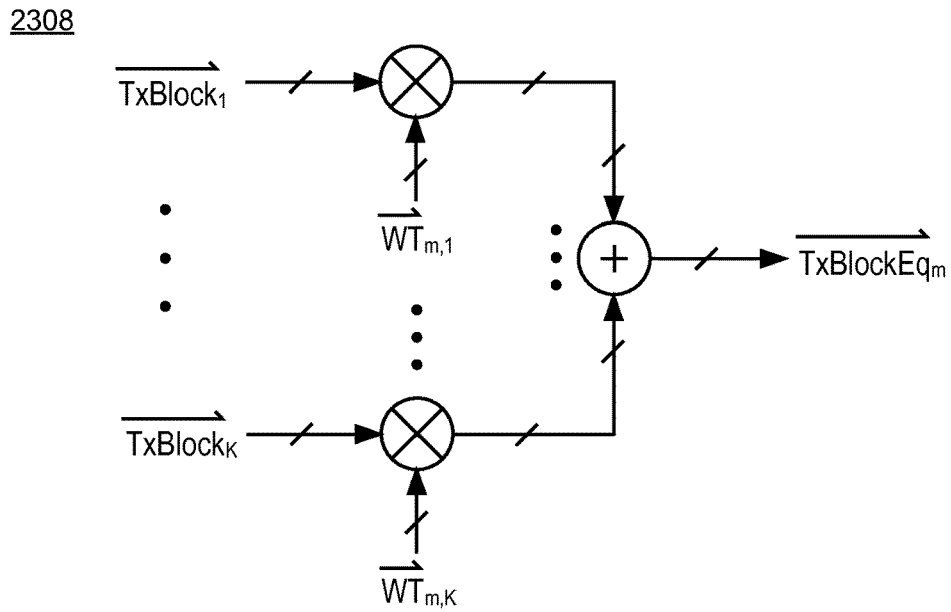 2308
TxBlock₁
WTₘ,₁
TxBlockEqₘ
TxBlockK
WTₘ,K